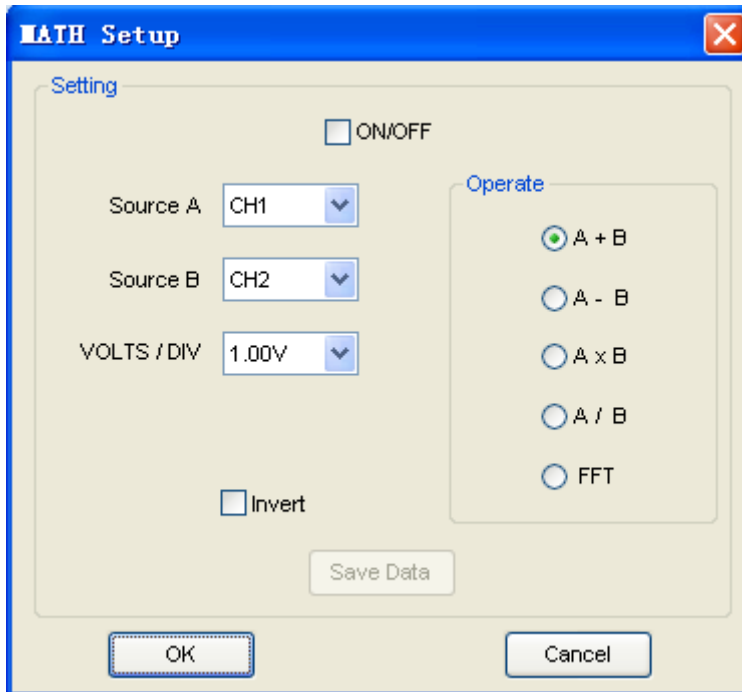 MATH Setup
Setting
ON/OFF
Source A CH1
Source B CH2
VOLTS / DIV 1.00V
Invert
Operate
A + B
A - B
A x B
A / B
FFT
Save Data
OK Cancel